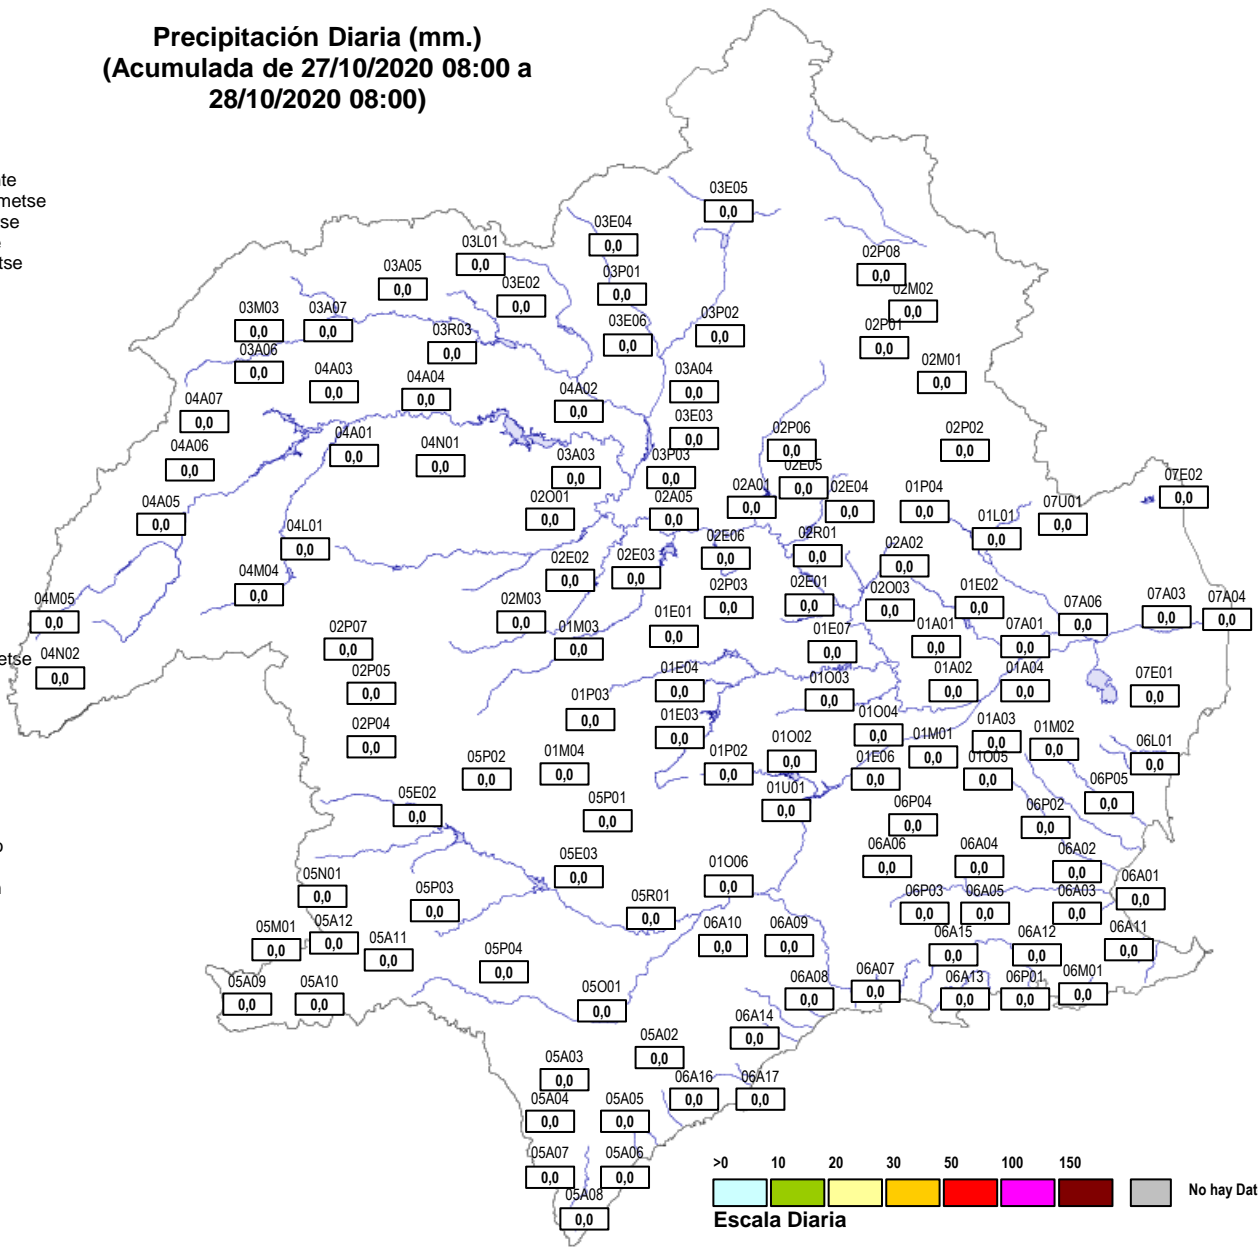 Precipitación Diaria (mm.)
(Acumulada de 27/10/2020 08:00 a
28/10/2020 08:00)
te
metse
se
tse
03E05
0,0
03E04
0,0
03L01
0,0
02P08
0,0
03A05
0,0
03P01
0,0
03E02
0,0
02M02
0,0
03M03
0,0
03A07
0,0
03P02
0,0
03E06
0,0
03R03
0,0
02P01
0,0
03A06
0,0
02M01
0,0
04A03
0,0
04A04
0,0
03A04
0,0
04A02
0,0
04A07
0,0
03E03
0,0
04A01
0,0
04N01
0,0
02P06
0,0
02P02
0,0
04A06
0,0
03A03
0,0
03P03
0,0
02E05
0,0
07E02
0,0
02A01
0,0
02E04
0,0
01P04
0,0
04A05
0,0
02O01
0,0
02A05
0,0
07U01
0,0
01L01
0,0
04L01
0,0
02E06
0,0
02R01
0,0
02A02
0,0
02E02
0,0
02E03
0,0
04M04
0,0
02P03
0,0
02E01
0,0
02O03
0,0
01E02
0,0
04M05
0,0
02M03
0,0
07A06
0,0
07A03
0,0
07A04
0,0
01E01
0,0
01M03
0,0
02P07
0,0
01E07
0,0
01A01
0,0
07A01
0,0
etse
04N02
0,0
02P05
0,0
01E04
0,0
01O03
0,0
01A02
0,0
01A04
0,0
07E01
0,0
01P03
0,0
02P04
0,0
01E03
0,0
01O04
0,0
01A03
0,0
01M02
0,0
01M01
0,0
05P02
0,0
01M04
0,0
01P02
0,0
01O02
0,0
01E06
0,0
01O05
0,0
06L01
0,0
05E02
0,0
05P01
0,0
01U01
0,0
06P04
0,0
06P02
0,0
06P05
0,0
o
05E03
0,0
06A06
0,0
06A04
0,0
06A02
0,0
05N01
0,0
05P03
0,0
01O06
0,0
06A01
0,0
05R01
0,0
06P03
0,0
06A05
0,0
06A03
0,0
05M01
0,0
05A12
0,0
05A11
0,0
06A10
0,0
06A09
0,0
06A15
0,0
06A12
0,0
06A11
0,0
05P04
0,0
05A09
0,0
05A10
0,0
05O01
0,0
06A08
0,0
06A07
0,0
06A13
0,0
06P01
0,0
06M01
0,0
06A14
0,0
05A02
0,0
05A03
0,0
06A16
0,0
06A17
0,0
05A04
0,0
05A05
0,0
05A07
0,0
05A06
0,0
05A08
0,0
>0 10 20 30 50 100 150
No hay Dat
Escala Diaria